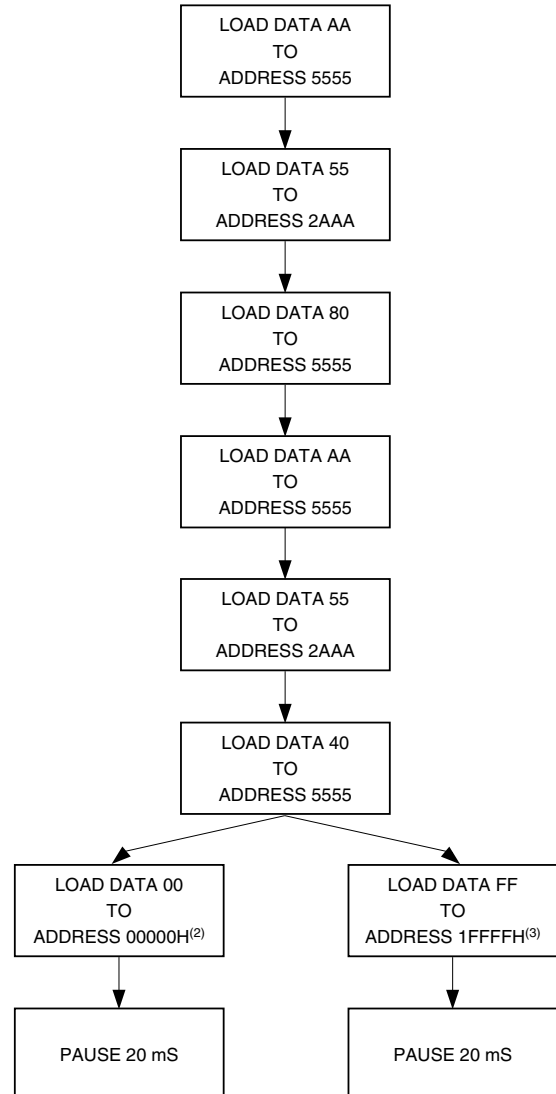 LOAD DATA AA
TO
ADDRESS 5555
LOAD DATA 55
TO
ADDRESS 2AAA
LOAD DATA 80
TO
ADDRESS 5555
LOAD DATA AA
TO
ADDRESS 5555
LOAD DATA 55
TO
ADDRESS 2AAA
LOAD DATA 40
TO
ADDRESS 5555
LOAD DATA 00
TO
ADDRESS 00000H(2)
LOAD DATA FF
TO
ADDRESS 1FFFFH(3)
PAUSE 20 mS
PAUSE 20 mS